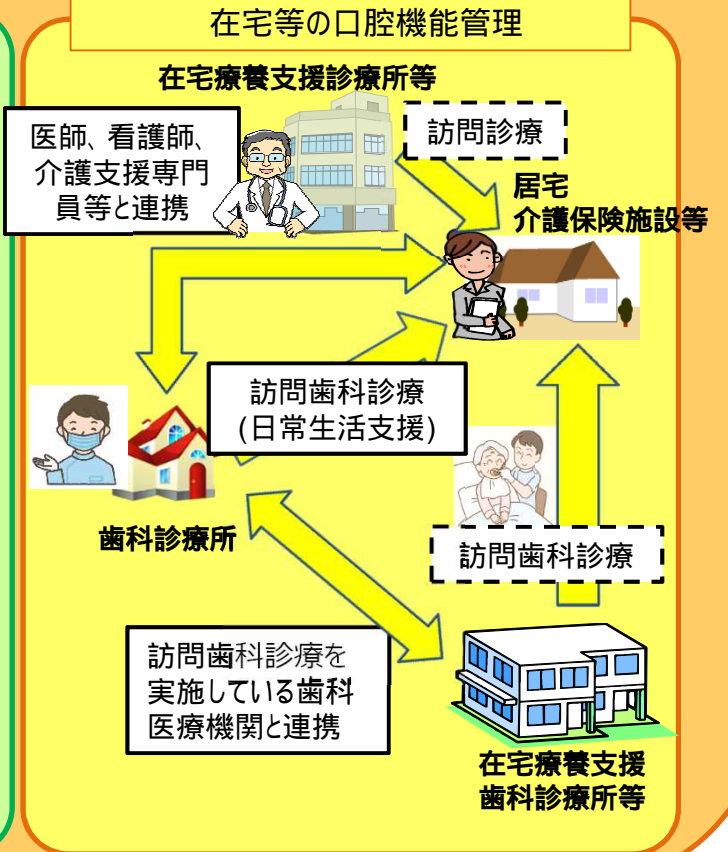 在宅等の口腔機能管理
在宅療養支援診療所等
医師、看護師、
介護支援専門
員等と連携
訪問診療
居宅
介護保険施設等
訪問歯科診療
(日常生活支援)
歯科診療所
訪問歯科診療
訪問歯科診療を
実施している歯科
医療機関と連携
在宅療養支援
歯科診療所等